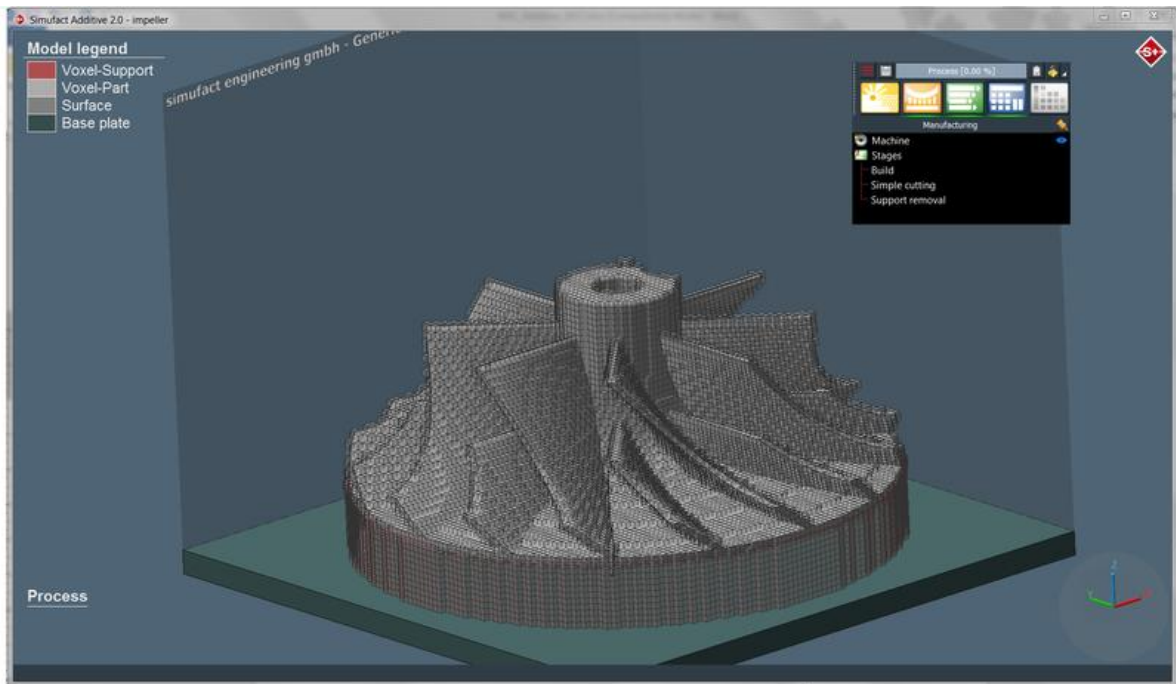 Simufact Additive 2.0 - impeller
Model legend
Voxel-Support
Voxel-Part
Surface
Base plate
simufact engineering gmbh - Generic
Process [0.00 %]
Manufacturing
Machine
Stages
Build
Simple cutting
Support removal
Process
S+
Z